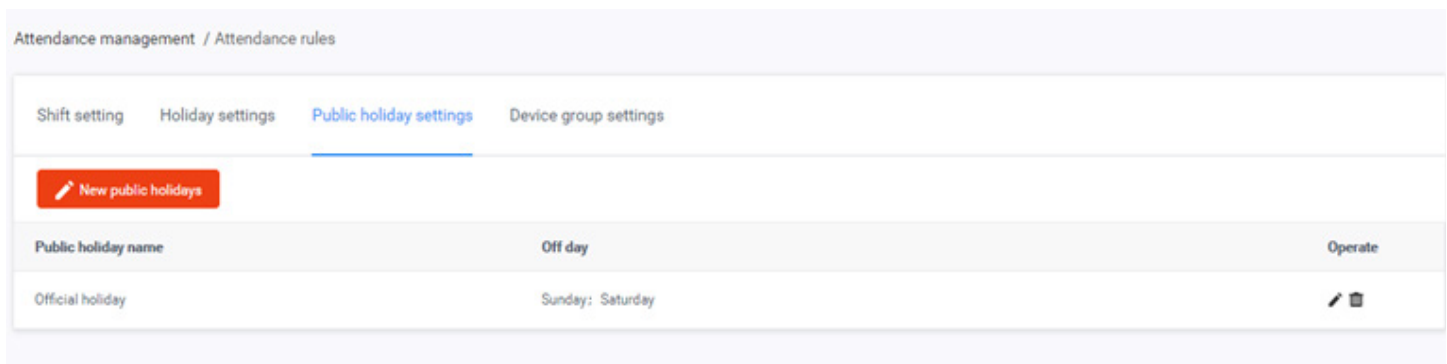 Attendance management / Attendance rules
Shift setting Holiday settings Public holiday settings Device group settings
New public holidays
Public holiday name Off day Operate
Official holiday Sunday; Saturday